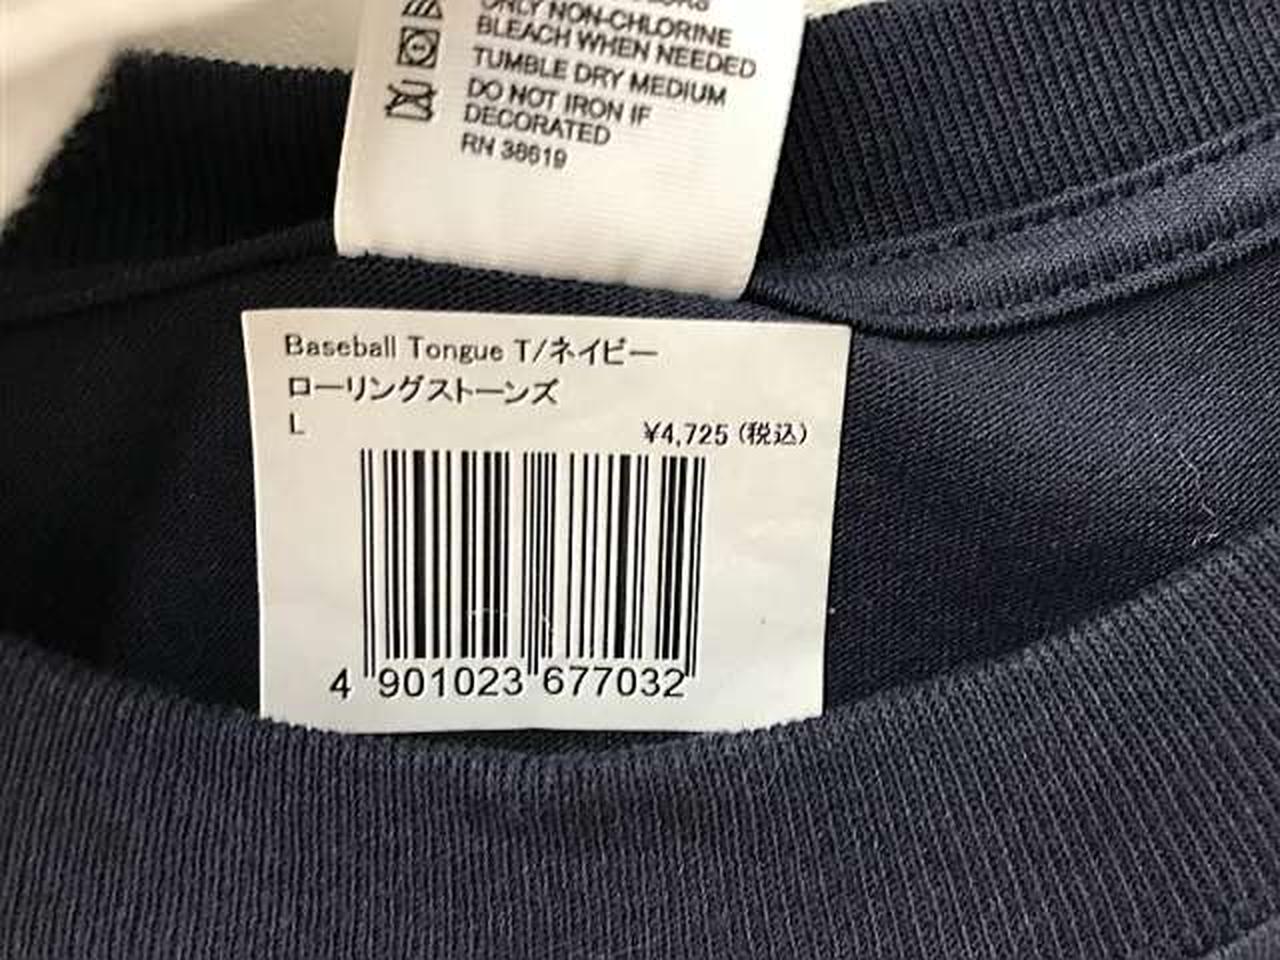 ONLY NON-CHLORINE
BLEACH WHEN NEEDED
TUMBLE DRY MEDIUM
DO NOT IRON IF
DECORATED
RN 38619
Baseball Tongue T/ネイビー
ローリングストーンズ
L
¥4,725 (税込)
4 901023 677032